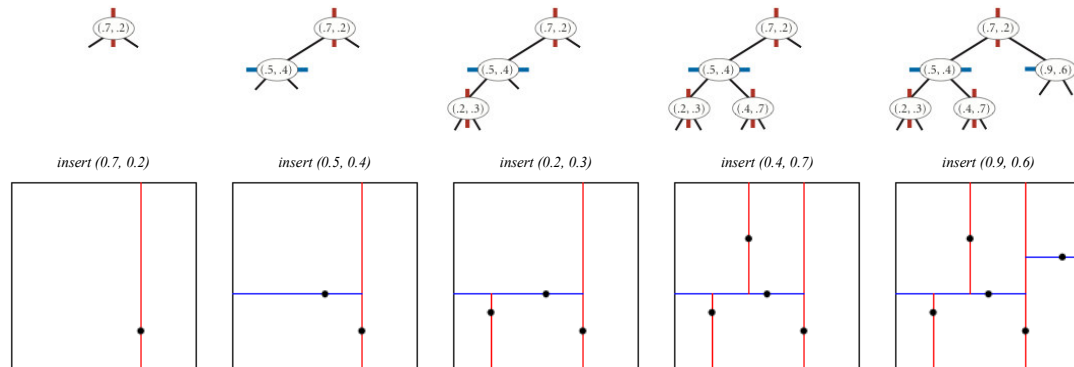 (.7, .2)
(.7, .2)
(.5, .4)
(.7, .2)
(.5, .4)
(.2, .3)
(.7, .2)
(.5, .4)
(.2, .3) (.4, .7)
(.7, .2)
(.5, .4) (.9, .6)
(.2, .3) (.4, .7)
insert (0.7, 0.2)
insert (0.5, 0.4)
insert (0.2, 0.3)
insert (0.4, 0.7)
insert (0.9, 0.6)